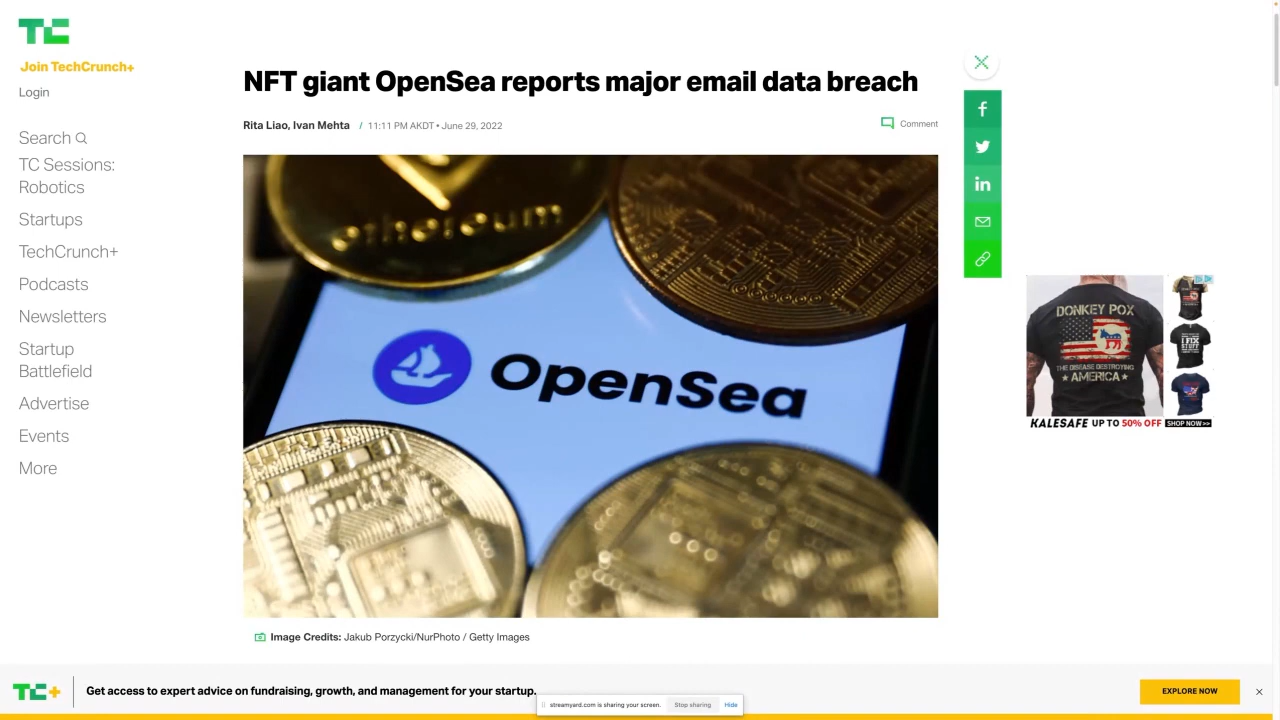 TC
Join TechCrunch+
Login
Search
TC Sessions:
Robotics
Startups
TechCrunch+
Podcasts
Newsletters
Startup
Battlefield
Advertise
Events
More
NFT giant OpenSea reports major email data breach
Rita Liao, Ivan Mehta / 11:11 PM AKDT • June 29, 2022
Comment
ethereum
OpenSea
Image Credits: Jakub Porzycki/NurPhoto / Getty Images
f
in
DONKEY POX
THE DISEASE DESTROYING
★ AMERICA ★
I FIX
KALESAFE UP TO 50% OFF SHOP NOW>>
TC+
Get access to expert advice on fundraising, growth, and management for your startup.
EXPLORE NOW
streamyard.com is sharing your screen. Stop sharing Hide